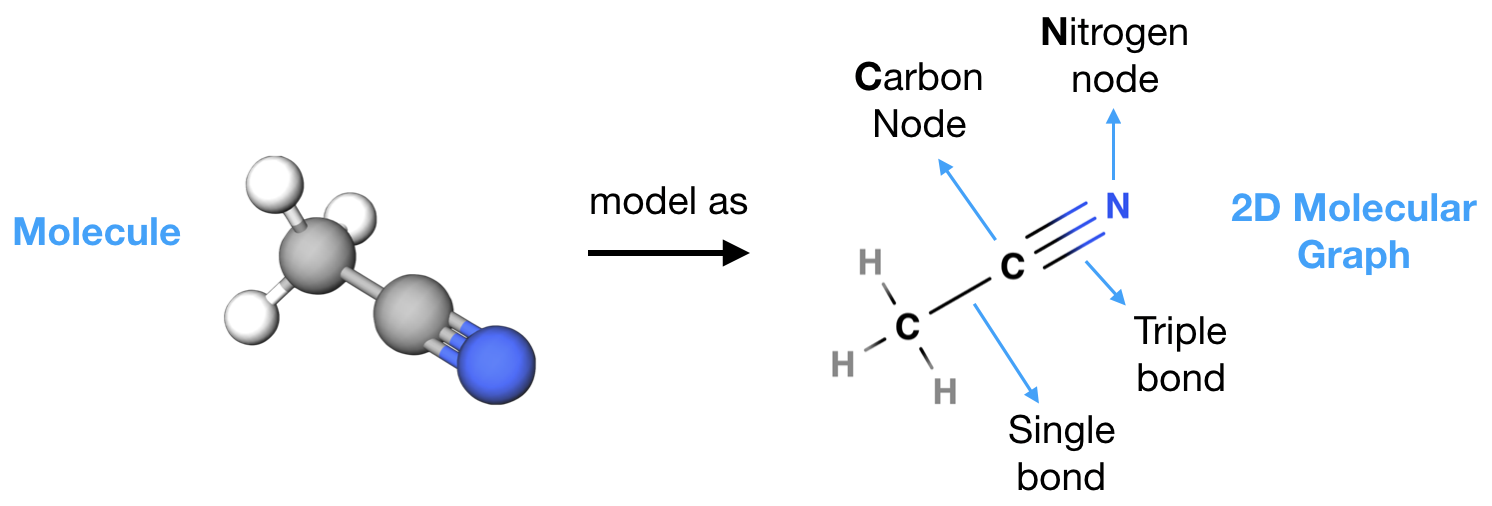 Molecule
model as
Carbon
Node
Nitrogen
node
N
C
H
C
H
H
Triple
bond
Single
bond
2D Molecular
Graph